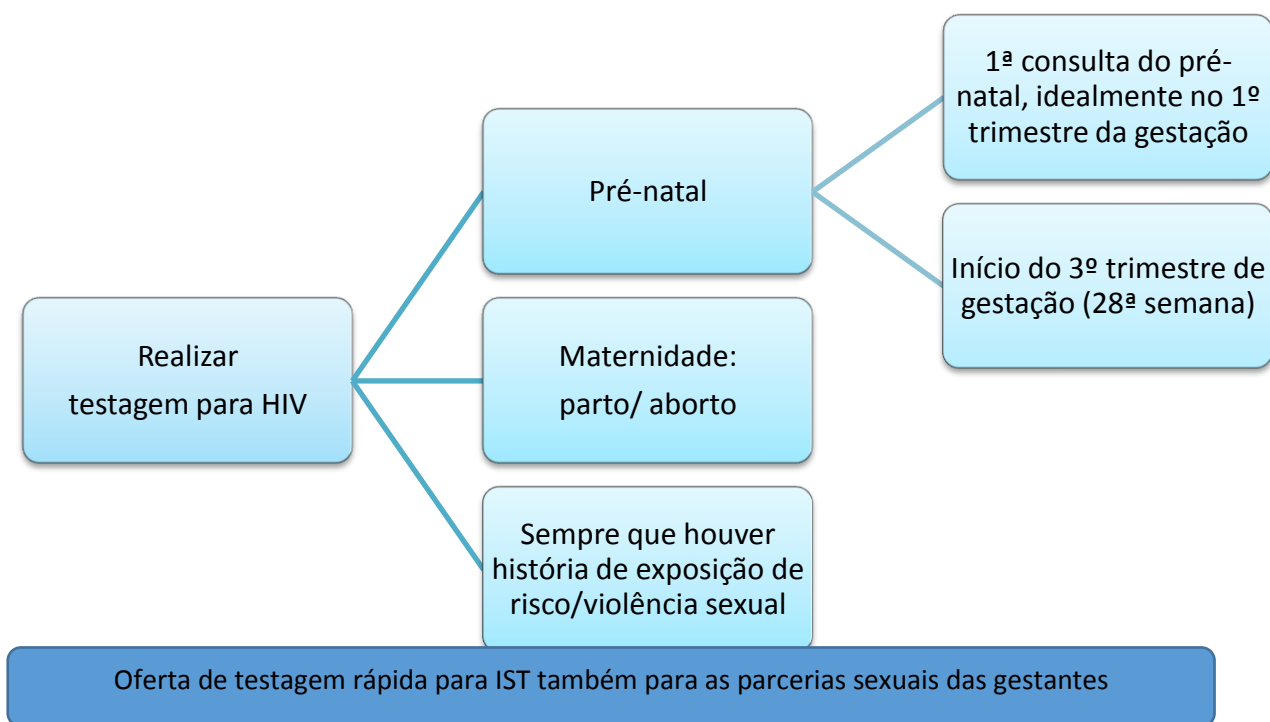 Realizar
testagem para HIV
Pré-natal
1ª consulta do pré-
natal, idealmente no 1º
trimestre da gestação
Início do 3º trimestre de
gestação (28ª semana)
Maternidade:
parto/ aborto
Sempre que houver
história de exposição de
risco/violência sexual
Oferta de testagem rápida para IST também para as parcerias sexuais das gestantes